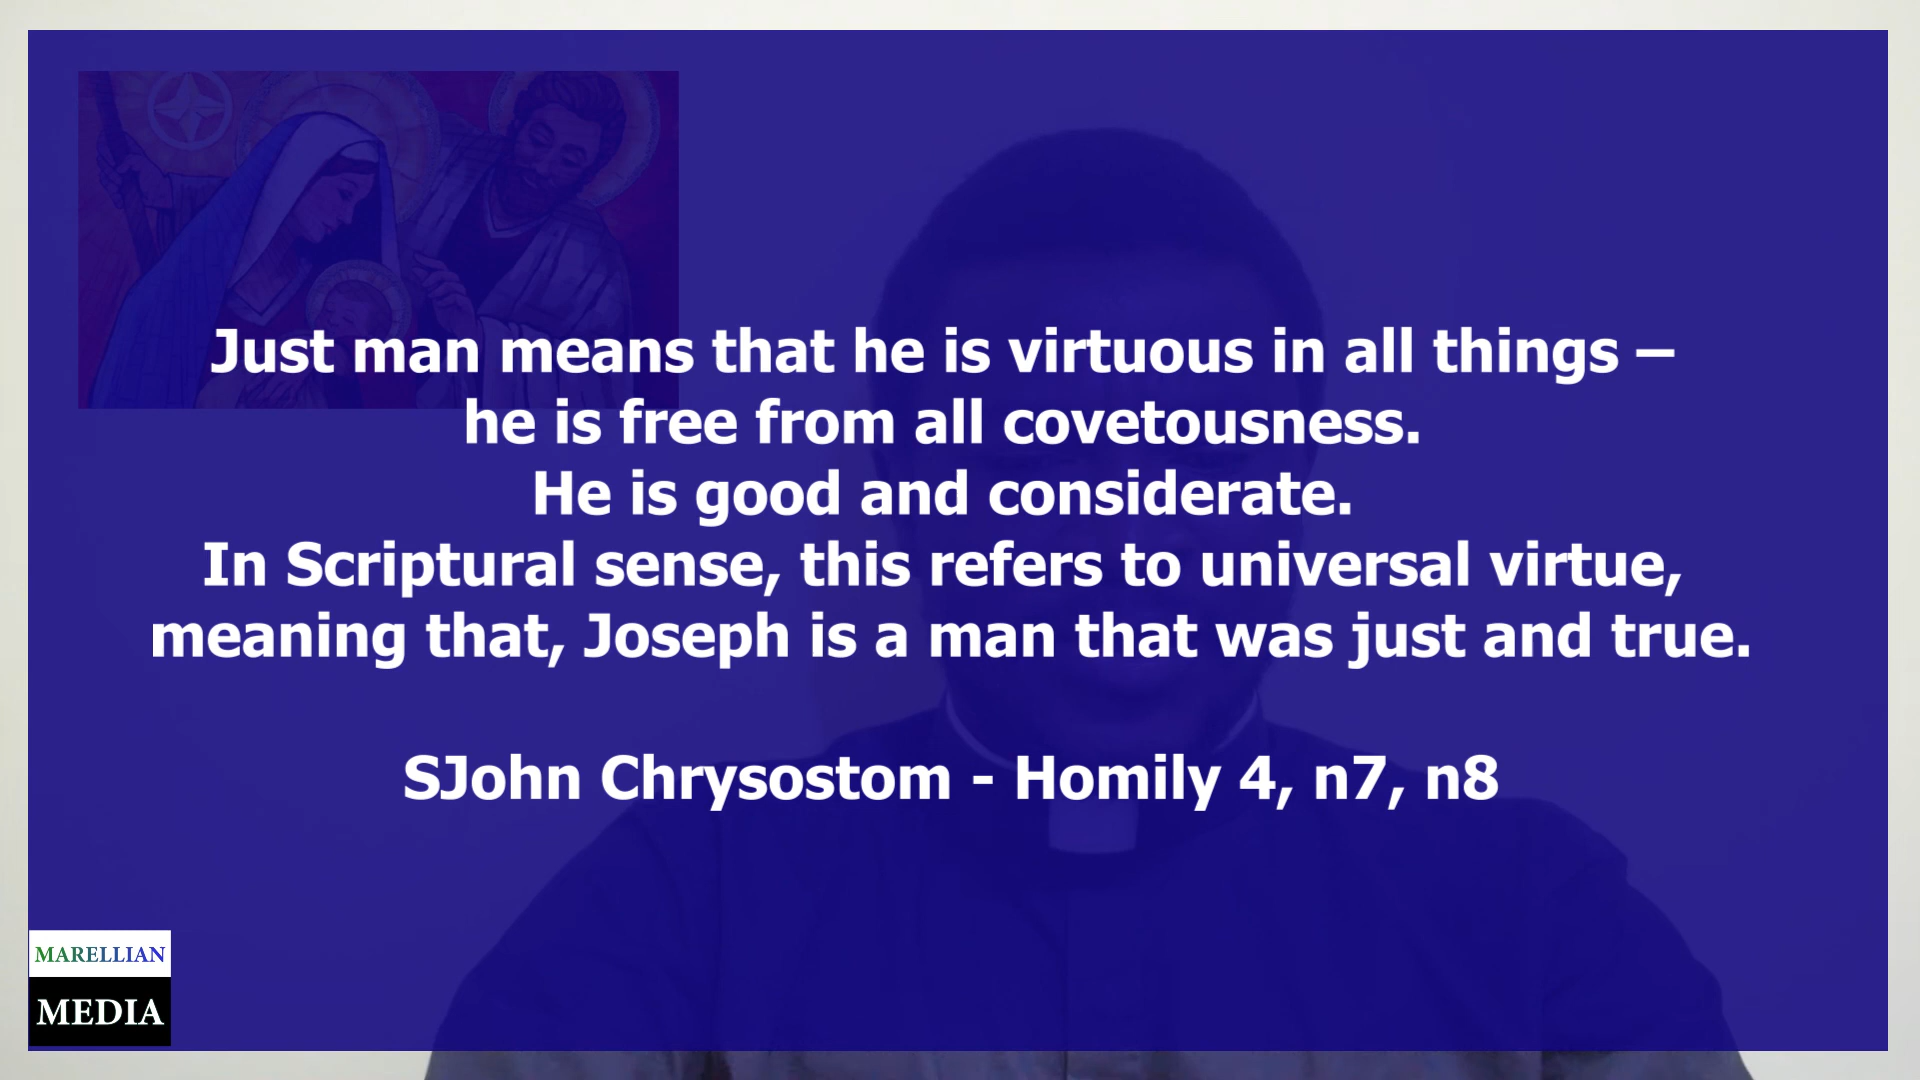 Just man means that he is virtuous in all things –
he is free from all covetousness.
He is good and considerate.
In Scriptural sense, this refers to universal virtue,
meaning that, Joseph is a man that was just and true.
SJohn Chrysostom - Homily 4, n7, n8
MARELLIAN
MEDIA